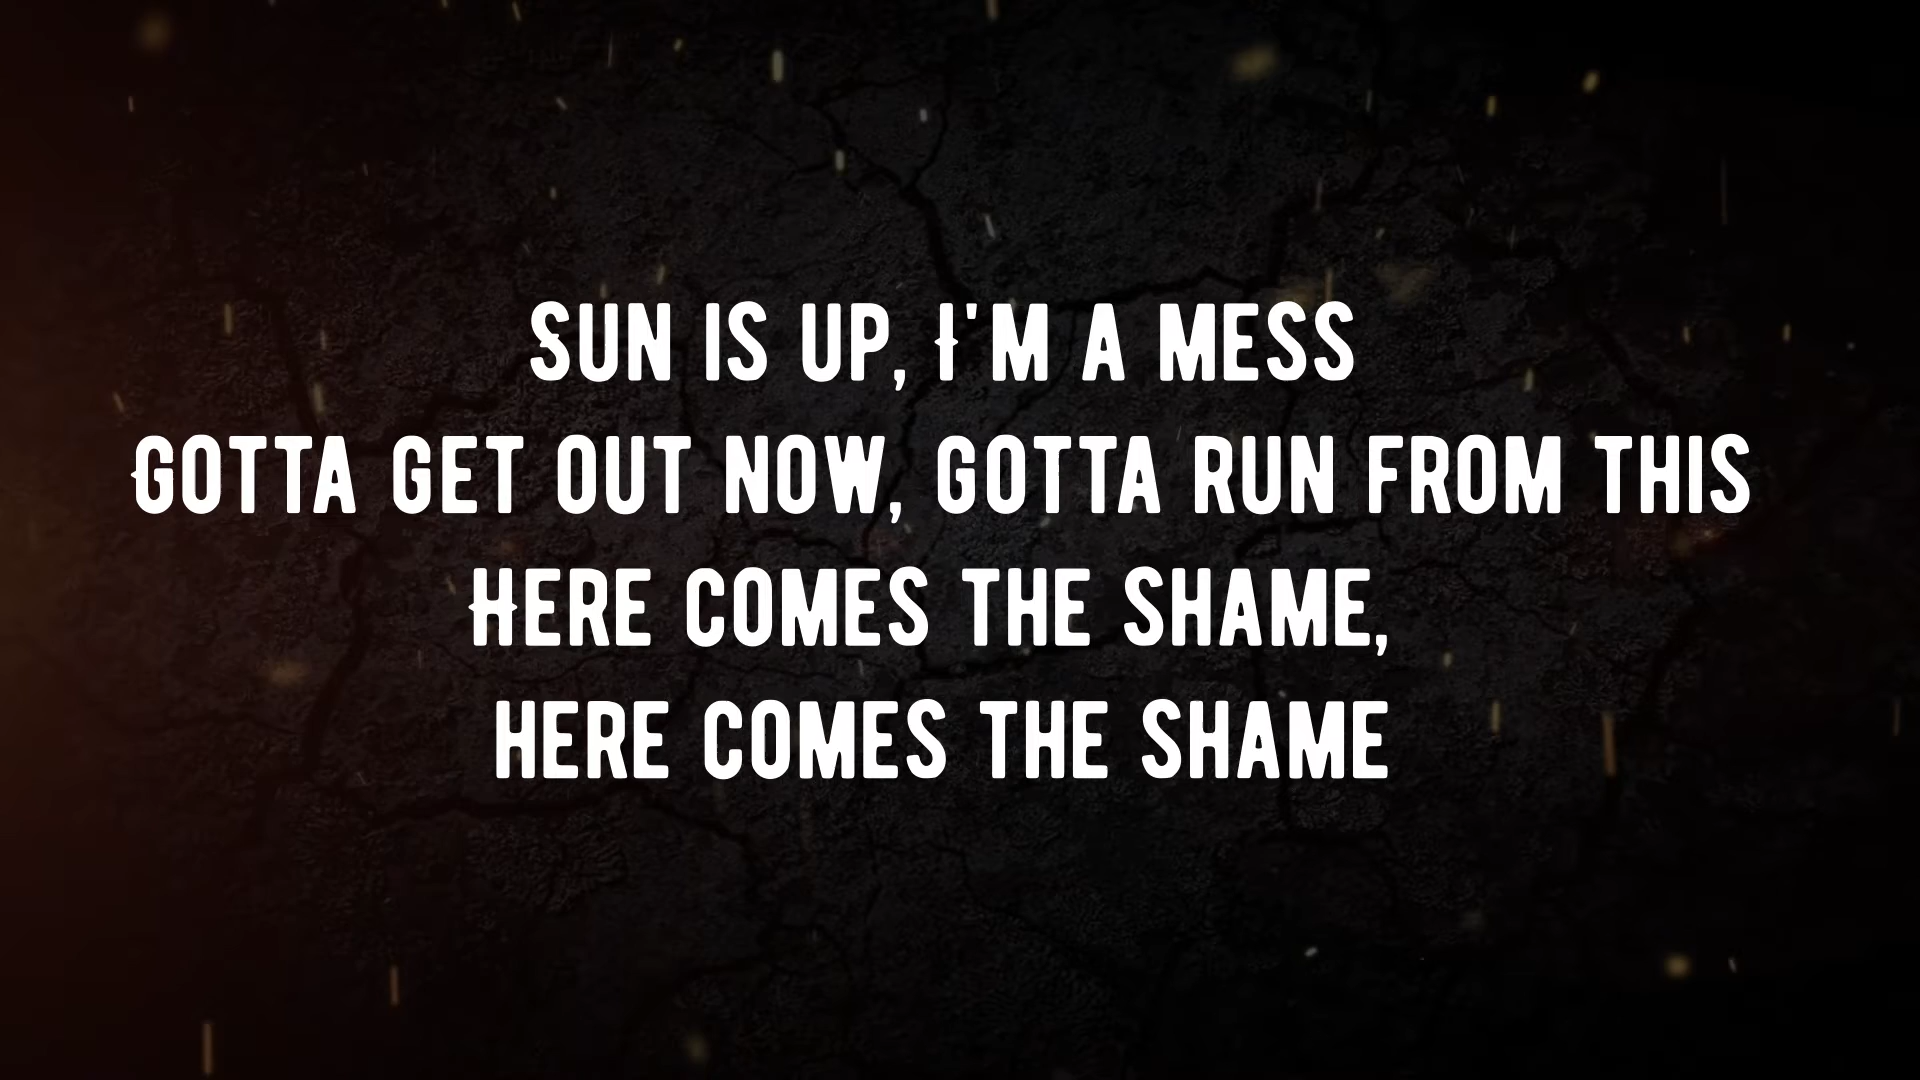 Sun is up, I'm a mess
Gotta get out now, gotta run from this
Here comes the shame,
here comes the shame